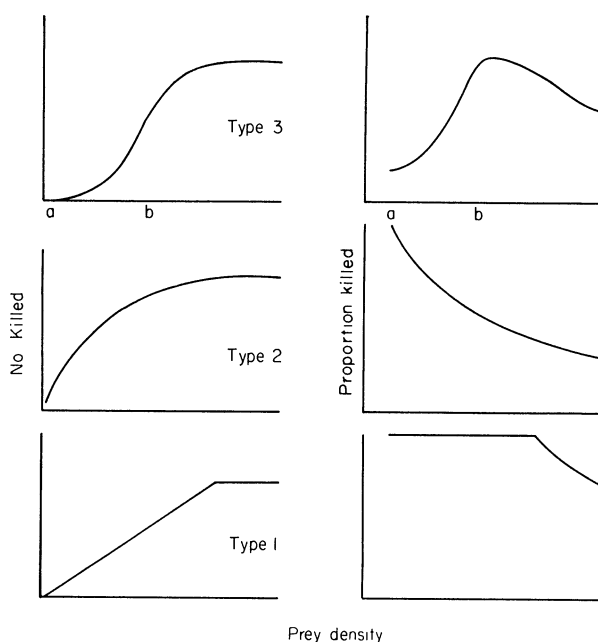 Type 3
a b
a b
No Killed
Type 2
Proportion killed
Type 1
Prey density